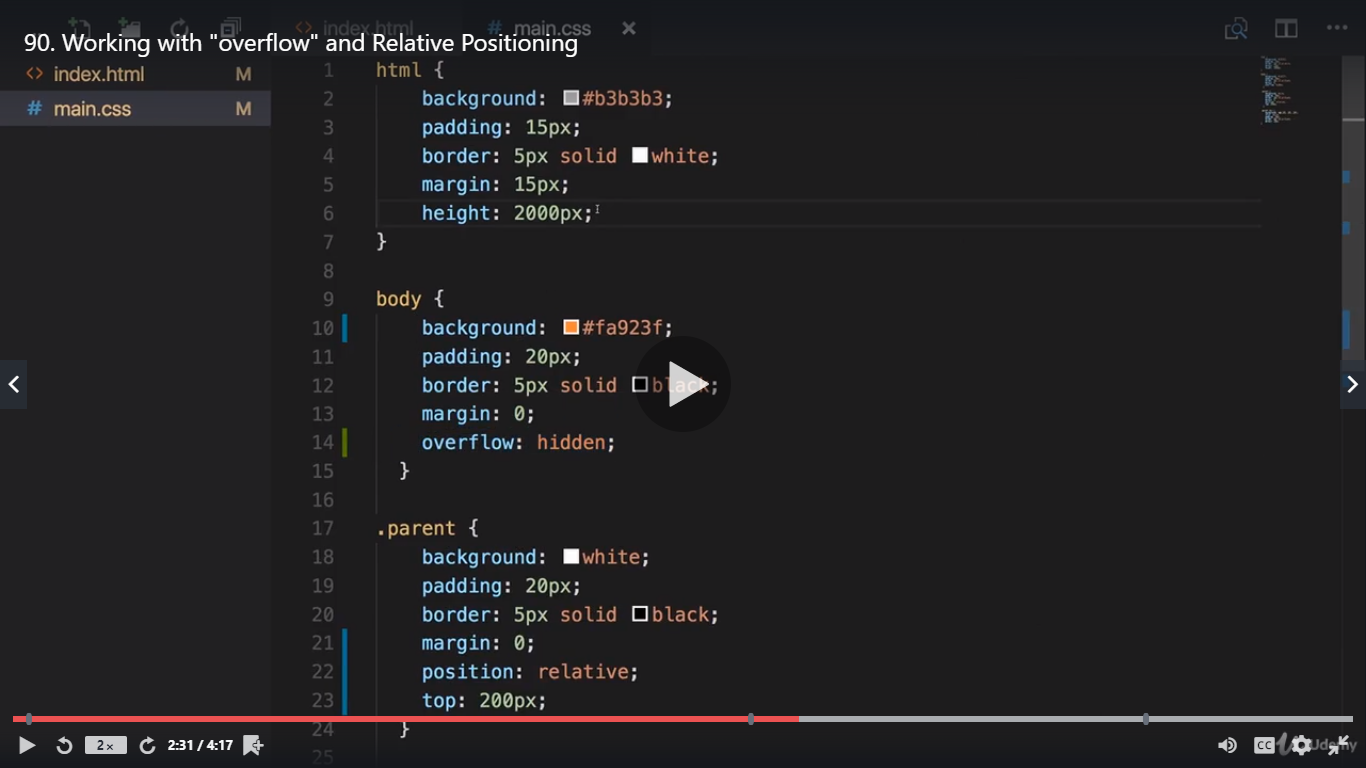 index.html
# main.css
90. Working with "overflow" and Relative Positioning
<> index.html M
# main.css M
1 html {
2 background: #b3b3b3;
3 padding: 15px;
4 border: 5px solid white;
5 margin: 15px;
6 height: 2000px;
7 }
8
9 body {
10 background: #fa923f;
11 padding: 20px;
12 border: 5px solid black;
13 margin: 0;
14 overflow: hidden;
15 }
16
17 .parent {
18 background: white;
19 padding: 20px;
20 border: 5px solid black;
21 margin: 0;
22 position: relative;
23 top: 200px;
24 }
25
2x 2:31 / 4:17 CC Udemy